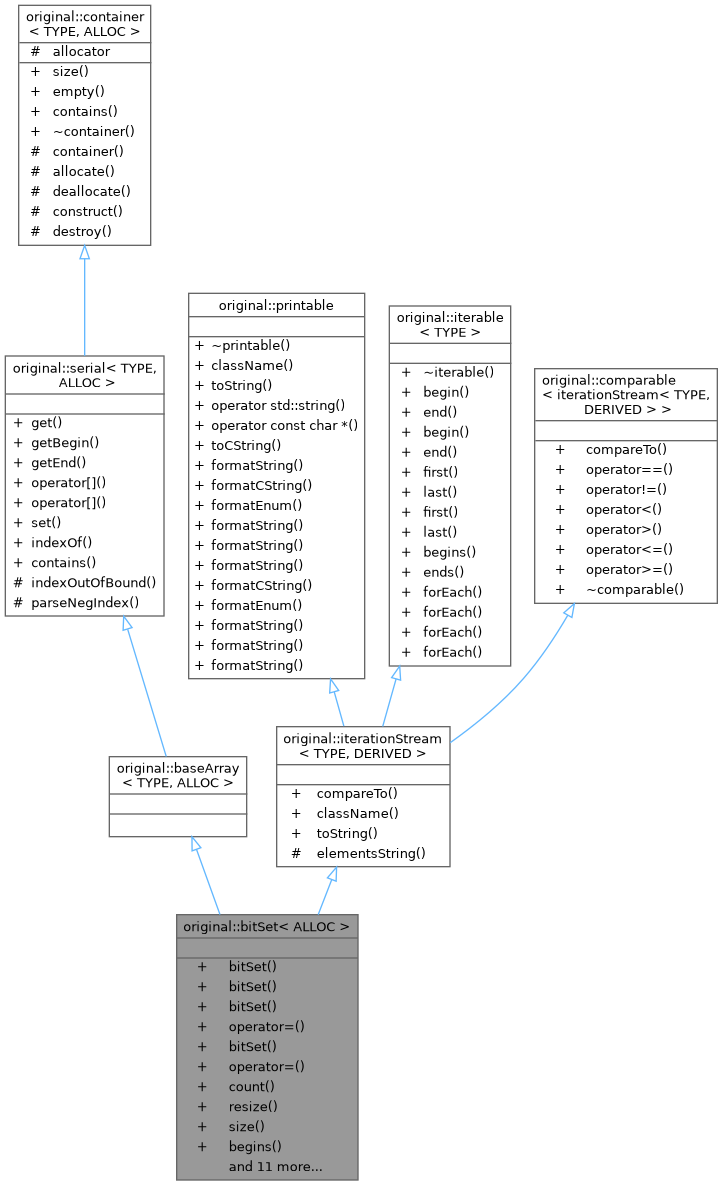 original::container
< TYPE, ALLOC >
# allocator
+ size()
+ empty()
+ contains()
+ ~container()
# container()
# allocate()
# deallocate()
# construct()
# destroy()
original::serial< TYPE,
ALLOC >
+ get()
+ getBegin()
+ getEnd()
+ operator[]()
+ operator[]()
+ set()
+ indexOf()
+ contains()
# indexOutOfBound()
# parseNegIndex()
original::printable
+ ~printable()
+ className()
+ toString()
+ operator std::string()
+ operator const char *()
+ toCString()
+ formatString()
+ formatCString()
+ formatEnum()
+ formatString()
+ formatString()
+ formatString()
+ formatCString()
+ formatEnum()
+ formatString()
+ formatString()
+ formatString()
original::iterable
< TYPE >
+ ~iterable()
+ begin()
+ end()
+ begin()
+ end()
+ first()
+ last()
+ first()
+ last()
+ begins()
+ ends()
+ forEach()
+ forEach()
+ forEach()
+ forEach()
original::comparable
< iterationStream< TYPE,
DERIVED > >
+ compareTo()
+ operator==()
+ operator!=()
+ operator<()
+ operator>()
+ operator<=()
+ operator>=()
+ ~comparable()
original::baseArray
< TYPE, ALLOC >
original::iterationStream
< TYPE, DERIVED >
+ compareTo()
+ className()
+ toString()
# elementsString()
original::bitSet< ALLOC >
+ bitSet()
+ bitSet()
+ bitSet()
+ operator=()
+ bitSet()
+ operator=()
+ count()
+ resize()
+ size()
+ begins()
and 11 more...